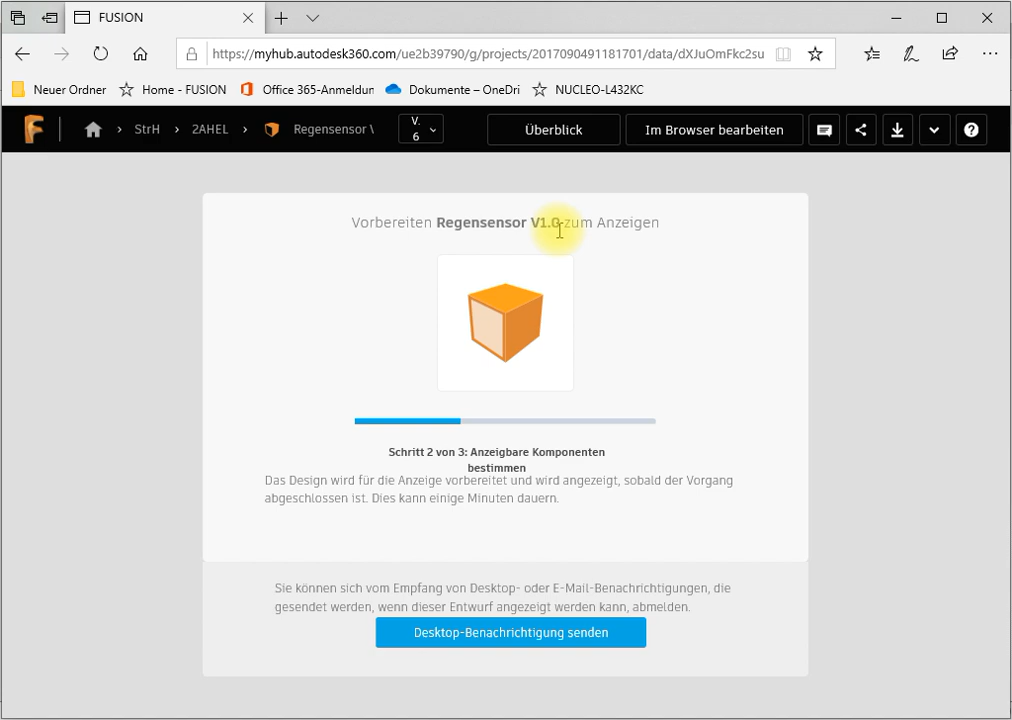 FUSION
https://myhub.autodesk360.com/ue2b39790/g/projects/2017090491181701/data/dXJuOmFkc2su
Neuer Ordner Home - FUSION Office 365-Anmeldun Dokumente – OneDri NUCLEO-L432KC
StrH > 2AHEL > Regensensor \ V. 6 Überblick Im Browser bearbeiten
Vorbereiten Regensensor V1.0 zum Anzeigen
Schritt 2 von 3: Anzeigbare Komponenten
bestimmen
Das Design wird für die Anzeige vorbereitet und wird angezeigt, sobald der Vorgang
abgeschlossen ist. Dies kann einige Minuten dauern.
Sie können sich vom Empfang von Desktop- oder E-Mail-Benachrichtigungen, die
gesendet werden, wenn dieser Entwurf angezeigt werden kann, abmelden.
Desktop-Benachrichtigung senden